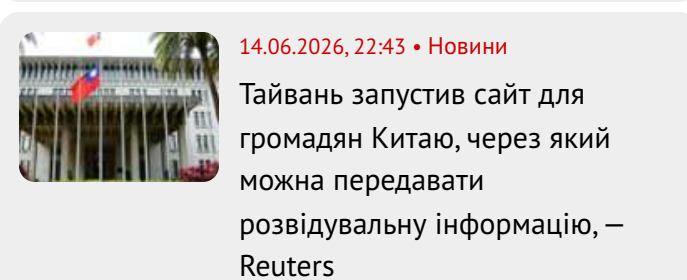 14.06.2026, 22:43 • Новини
Тайвань запустив сайт для
громадян Китаю, через який
можна передавати
розвідувальну інформацію, —
Reuters